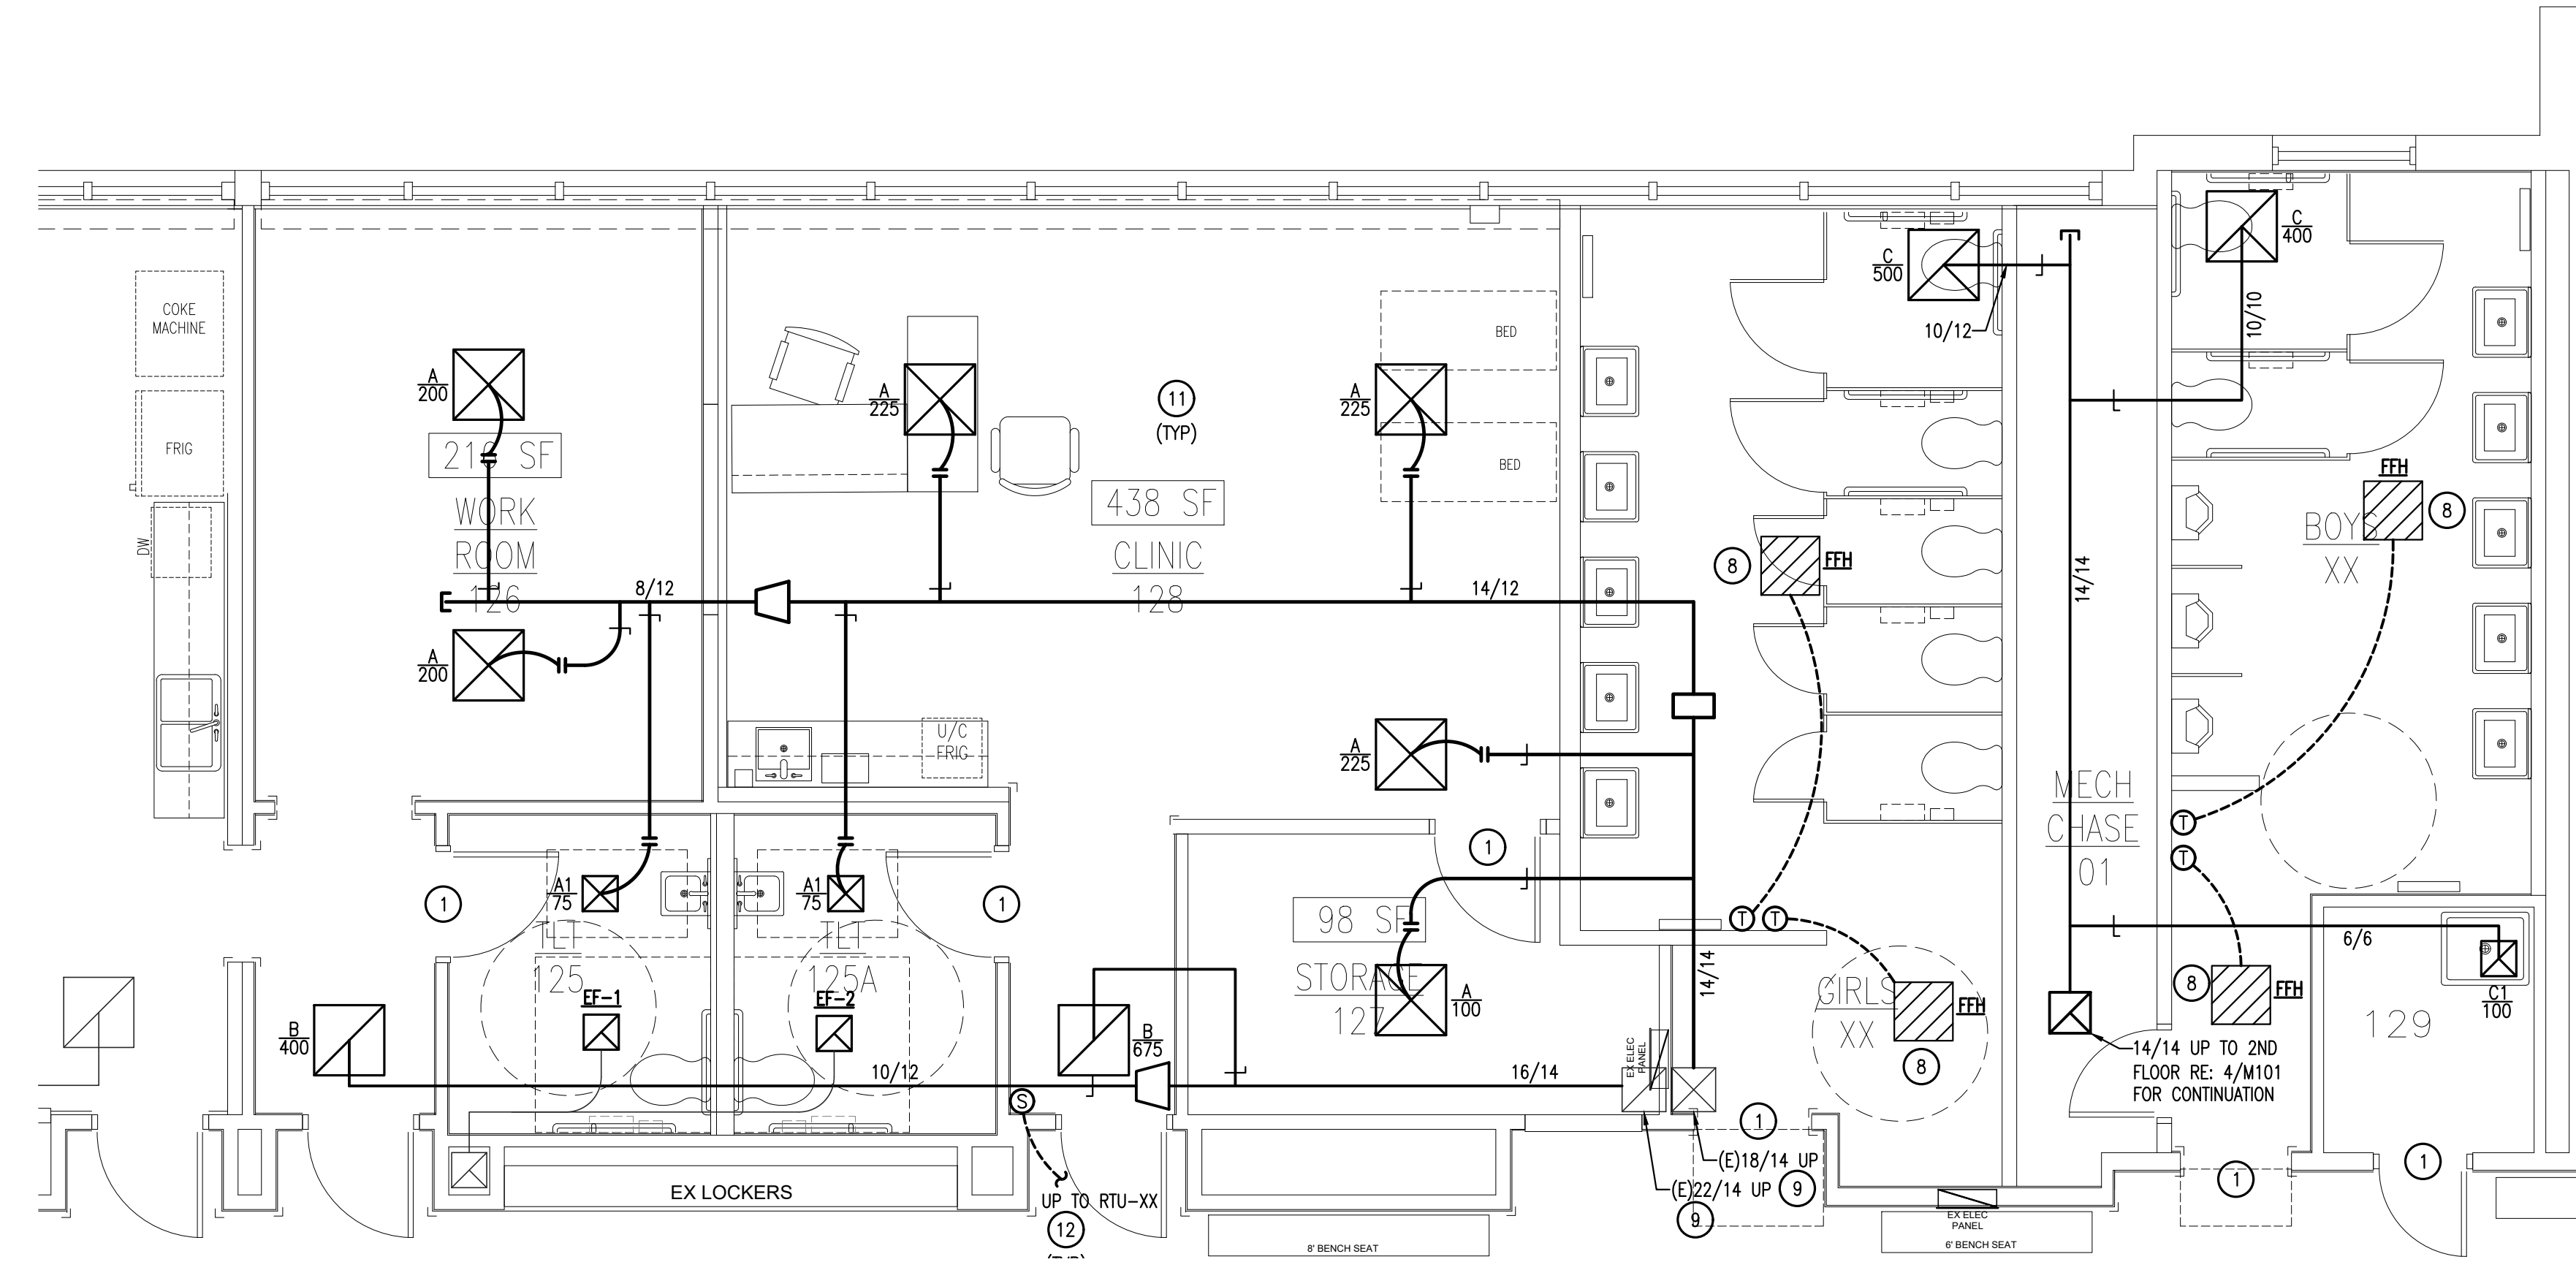 COKE
MACHINE
FRIG
DW
A
200
216 SF
WORK
ROOM
126
8/12
A
200
A
225
11
(TYP)
A
225
BED
BED
438 SF
CLINIC
128
14/12
U/C
FRIG
A
225
C
500
10/12
C
400
10/10
14/14
FFH
8
BOYS
XX
8
FFH
MECH
CHASE
01
T
T
1
A1
75
1
A1
75
1
TLT
125
TLT
125A
EF-1
EF-2
B
400
10/12
B
675
98 SF
STORAGE
127
A
100
16/14
EX ELEC
PANEL
14/14
T
T
GIRLS
XX
FFH
8
8
FFH
6/6
C1
100
129
14/14 UP TO 2ND
FLOOR RE: 4/M101
FOR CONTINUATION
S
UP TO RTU-XX
12
(TYP)
EX LOCKERS
1
(E)18/14 UP
(E)22/14 UP
9
9
1
1
EX ELEC
PANEL
8' BENCH SEAT
6' BENCH SEAT